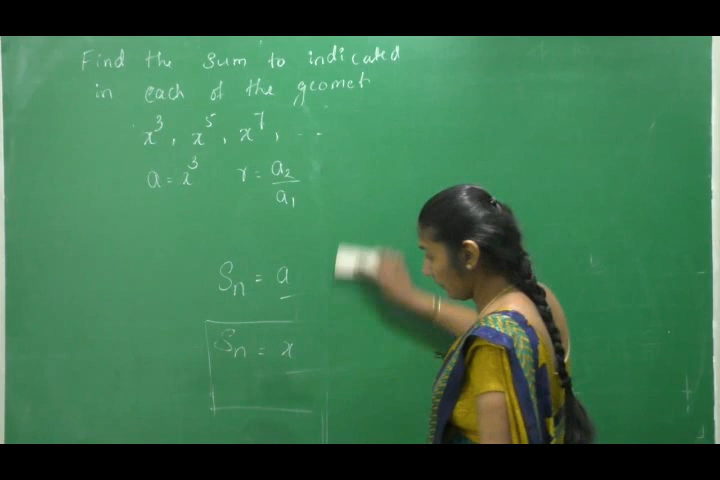 Find the sum to indicated
in each of the geomet
x³, x⁵, x⁷, ...
a = x³ r = a₂/a₁
Sₙ = a
Sₙ = x